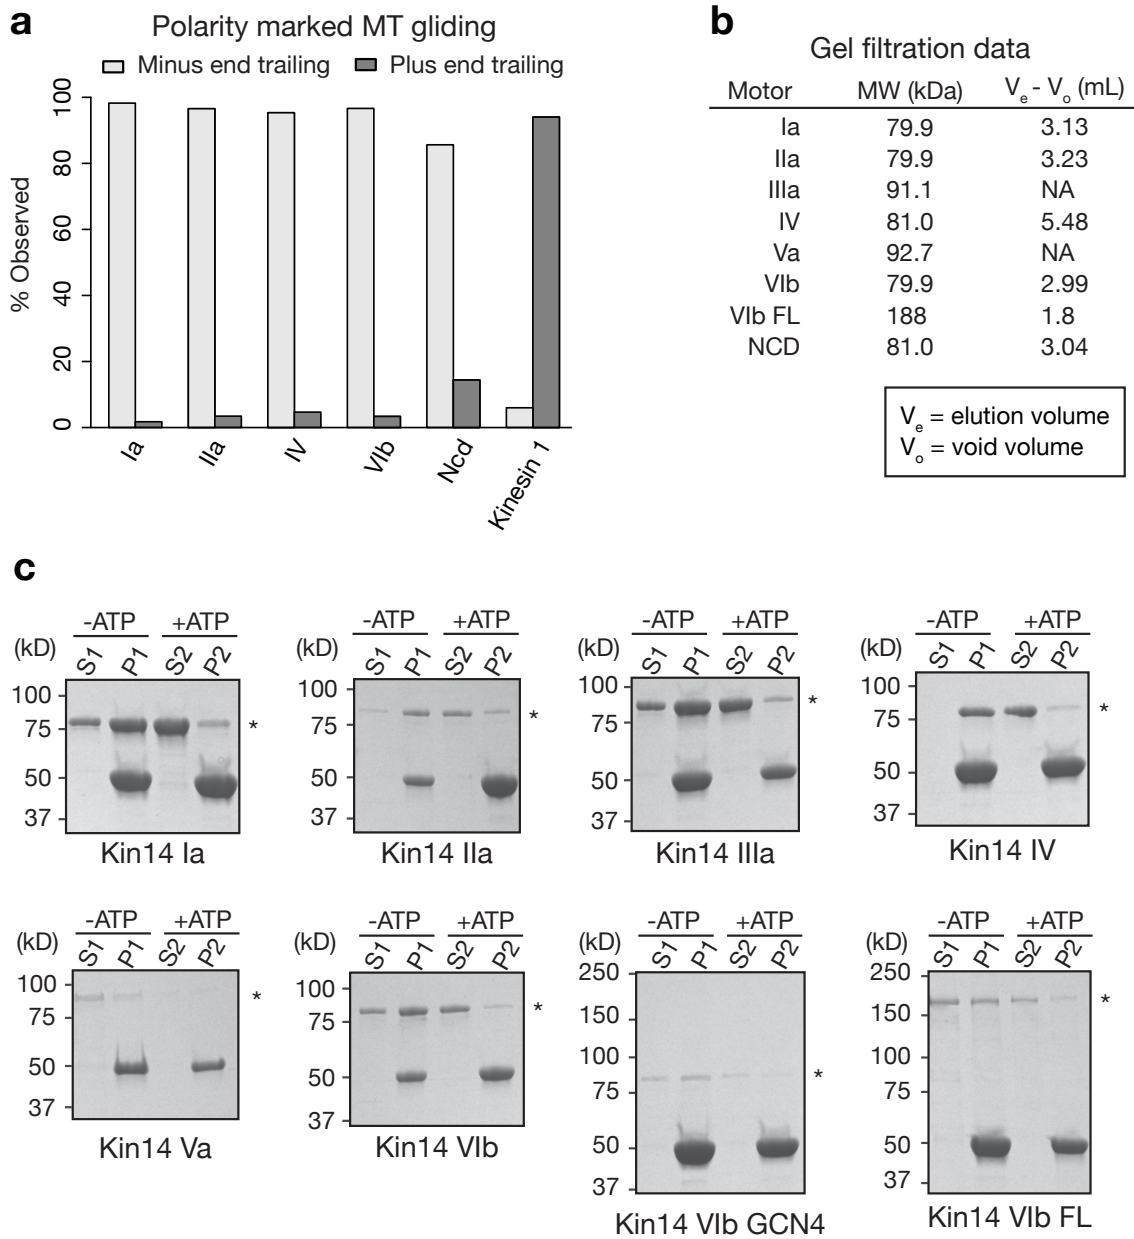 a
Polarity marked MT gliding
Minus end trailing Plus end trailing
% Observed
100
80
60
40
20
0
Ia IIa IV VIb Ncd Kinesin 1
b
Gel filtration data
Motor MW (kDa) Ve - Vo (mL)
Ia 79.9 3.13
IIa 79.9 3.23
IIIa 91.1 NA
IV 81.0 5.48
Va 92.7 NA
VIb 79.9 2.99
VIb FL 188 1.8
NCD 81.0 3.04
Ve = elution volume
Vo = void volume
c
-ATP +ATP
(kD) S1 P1 S2 P2
100
75 *
50
37
Kin14 Ia
-ATP +ATP
(kD) S1 P1 S2 P2
100
75 *
50
37
Kin14 IIa
-ATP +ATP
(kD) S1 P1 S2 P2
100
75 *
50
37
Kin14 IIIa
-ATP +ATP
(kD) S1 P1 S2 P2
100
75 *
50
37
Kin14 IV
-ATP +ATP
(kD) S1 P1 S2 P2
100 *
75
50
37
Kin14 Va
-ATP +ATP
(kD) S1 P1 S2 P2
100
75 *
50
37
Kin14 VIb
-ATP +ATP
(kD) S1 P1 S2 P2
250
150
100
75 *
50
37
Kin14 VIb GCN4
-ATP +ATP
(kD) S1 P1 S2 P2
250
150 *
100
75
50
37
Kin14 VIb FL